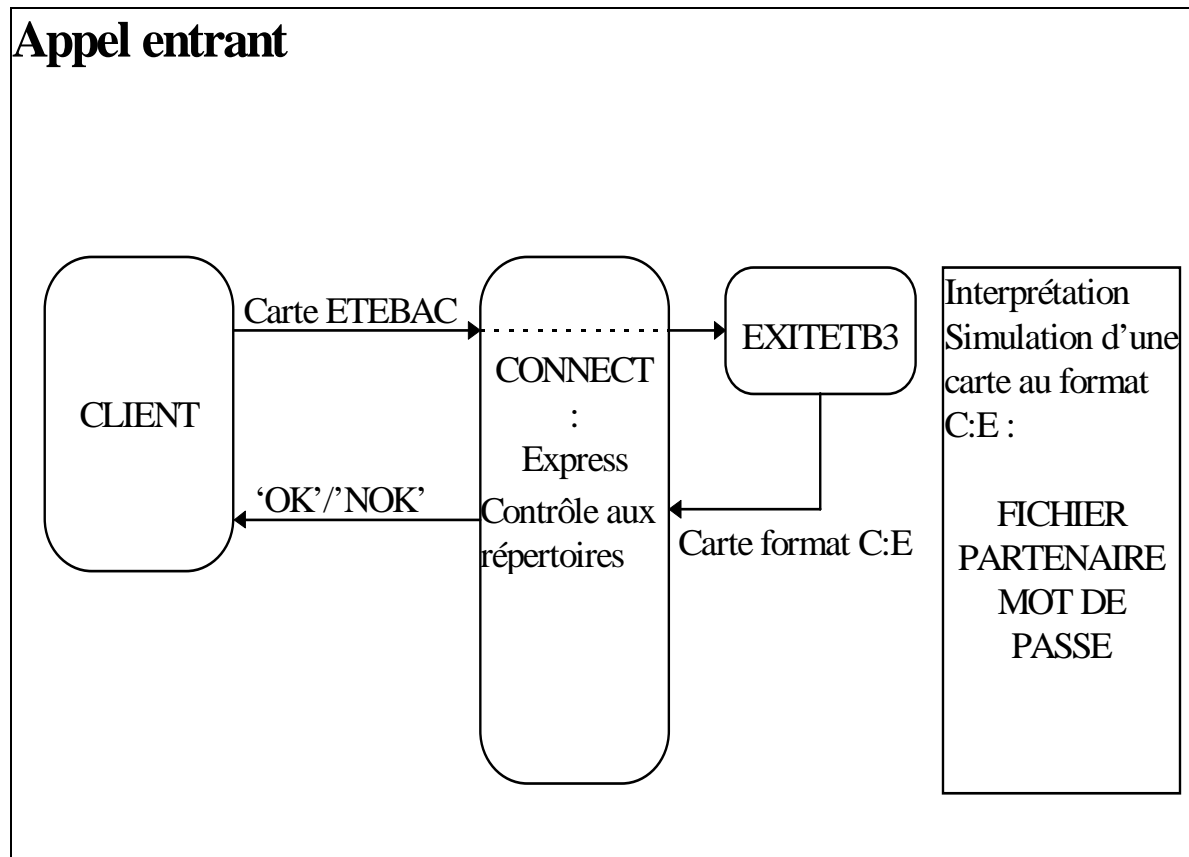 Appel entrant
CLIENT
Carte ETEBAC
‘OK’/’NOK’
CONNECT
:
Express
Contrôle aux
répertoires
EXITETB3
Carte format C:E
Interprétation
Simulation d’une
carte au format
C:E :
FICHIER
PARTENAIRE
MOT DE
PASSE